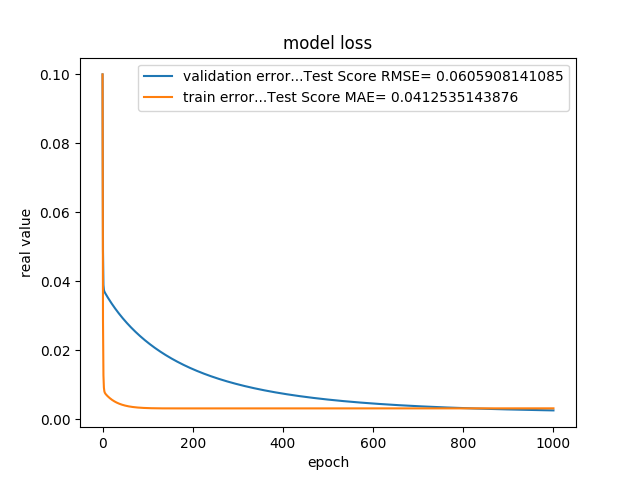 model loss
validation error...Test Score RMSE= 0.0605908141085
train error...Test Score MAE= 0.0412535143876
0.10
0.08
0.06
0.04
0.02
0.00
real value
0 200 400 600 800 1000
epoch